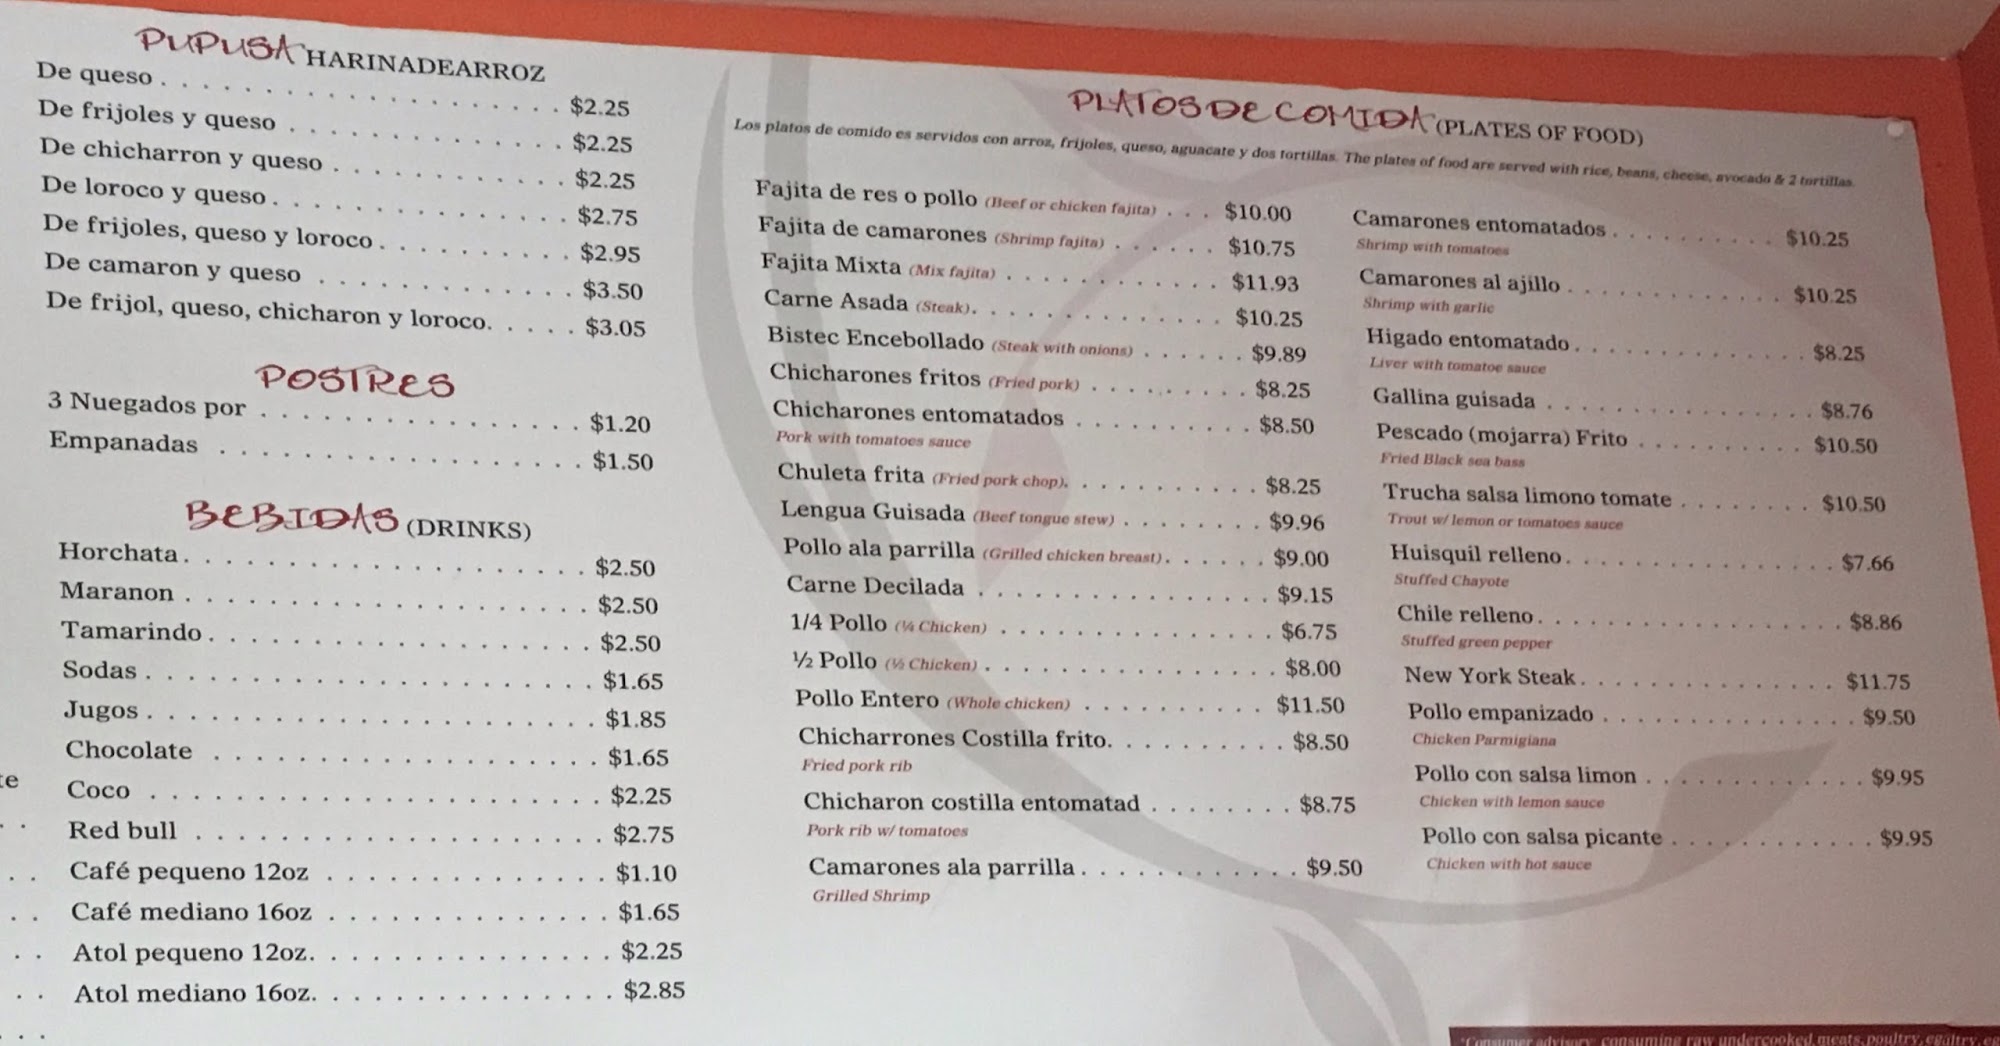 PUPUSA HARINADEARROZ
De queso . . . . . . . . . . . . . . . . . . . $2.25
De frijoles y queso . . . . . . . . . . . . . $2.25
De chicharron y queso . . . . . . . . . . . $2.25
De loroco y queso . . . . . . . . . . . . . . $2.75
De frijoles, queso y loroco . . . . . . . . . $2.95
De camaron y queso . . . . . . . . . . . . . $3.50
De frijol, queso, chicharon y loroco. . . . . $3.05
POSTRES
3 Nuegados por . . . . . . . . . . . . . . . $1.20
Empanadas . . . . . . . . . . . . . . . . . . $1.50
BEBIDAS (DRINKS)
Horchata . . . . . . . . . . . . . . . . . . . $2.50
Maranon . . . . . . . . . . . . . . . . . . . $2.50
Tamarindo . . . . . . . . . . . . . . . . . . $2.50
Sodas . . . . . . . . . . . . . . . . . . . . . $1.65
Jugos . . . . . . . . . . . . . . . . . . . . . $1.85
Chocolate . . . . . . . . . . . . . . . . . . $1.65
Coco . . . . . . . . . . . . . . . . . . . . . $2.25
Red bull . . . . . . . . . . . . . . . . . . . $2.75
Café pequeno 12oz . . . . . . . . . . . . . $1.10
Café mediano 16oz . . . . . . . . . . . . . $1.65
Atol pequeno 12oz. . . . . . . . . . . . . . $2.25
Atol mediano 16oz. . . . . . . . . . . . . . $2.85
PLATOS DE COMIDA (PLATES OF FOOD)
Los platos de comido es servidos con arroz, frijoles, queso, aguacate y dos tortillas. The plates of food are served with rice, beans, cheese, avocado & 2 tortillas.
Fajita de res o pollo (Beef or chicken fajita) . . . $10.00
Fajita de camarones (Shrimp fajita) . . . . . . $10.75
Fajita Mixta (Mix fajita) . . . . . . . . . . . $11.93
Carne Asada (Steak). . . . . . . . . . . . . $10.25
Bistec Encebollado (Steak with onions) . . . . . . $9.89
Chicharones fritos (Fried pork) . . . . . . . . $8.25
Chicharones entomatados . . . . . . . . . . $8.50
Pork with tomatoes sauce
Chuleta frita (Fried pork chop). . . . . . . . . . $8.25
Lengua Guisada (Beef tongue stew) . . . . . . . . $9.96
Pollo ala parrilla (Grilled chicken breast). . . . . . $9.00
Carne Decilada . . . . . . . . . . . . . . . $9.15
1/4 Pollo (¼ Chicken) . . . . . . . . . . . . . . $6.75
½ Pollo (½ Chicken) . . . . . . . . . . . . . . . $8.00
Pollo Entero (Whole chicken) . . . . . . . . . . $11.50
Chicharrones Costilla frito. . . . . . . . . . $8.50
Fried pork rib
Chicharon costilla entomatad . . . . . . . . $8.75
Pork rib w/ tomatoes
Camarones ala parrilla . . . . . . . . . . . . $9.50
Grilled Shrimp
Camarones entomatados . . . . . . . . . . $10.25
Shrimp with tomatoes
Camarones al ajillo . . . . . . . . . . . . . $10.25
Shrimp with garlic
Higado entomatado . . . . . . . . . . . . . $8.25
Liver with tomatoe sauce
Gallina guisada . . . . . . . . . . . . . . . $8.76
Pescado (mojarra) Frito . . . . . . . . . . $10.50
Fried Black sea bass
Trucha salsa limono tomate . . . . . . . . $10.50
Trout w/ lemon or tomatoes sauce
Huisquil relleno . . . . . . . . . . . . . . . $7.66
Stuffed Chayote
Chile relleno . . . . . . . . . . . . . . . . . $8.86
Stuffed green pepper
New York Steak . . . . . . . . . . . . . . $11.75
Pollo empanizado . . . . . . . . . . . . . . $9.50
Chicken Parmigiana
Pollo con salsa limon . . . . . . . . . . . . $9.95
Chicken with lemon sauce
Pollo con salsa picante . . . . . . . . . . . $9.95
Chicken with hot sauce
*Consumer advisory: consuming raw undercooked meats, poultry,